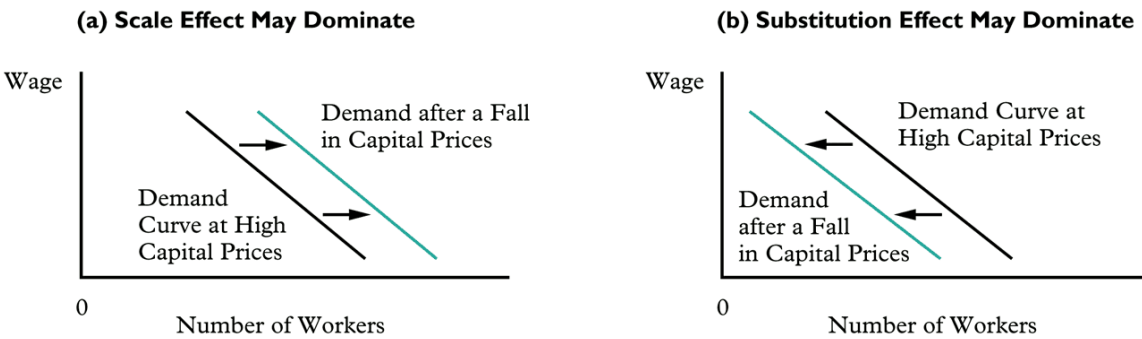 (a) Scale Effect May Dominate
Wage
Demand after a Fall
in Capital Prices
Demand
Curve at High
Capital Prices
0
Number of Workers
(b) Substitution Effect May Dominate
Wage
Demand Curve at
High Capital Prices
Demand
after a Fall
in Capital Prices
0
Number of Workers